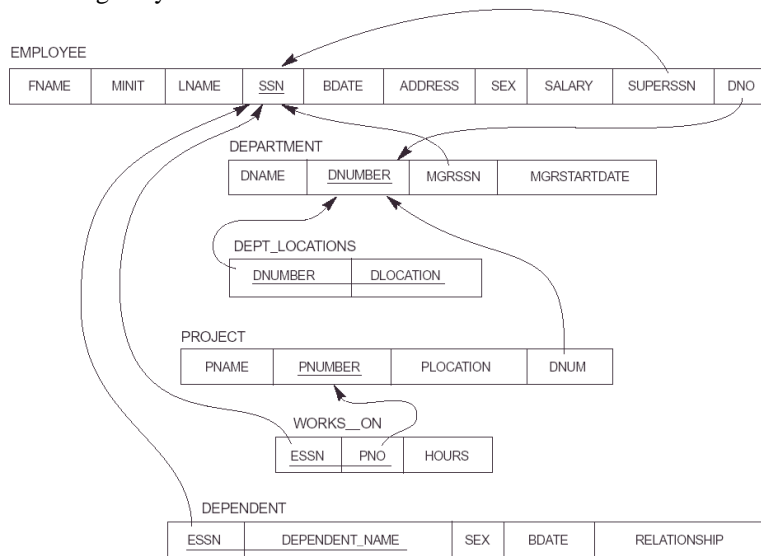 EMPLOYEE
FNAME MINIT LNAME SSN BDATE ADDRESS SEX SALARY SUPERSSN DNO
DEPARTMENT
DNAME DNUMBER MGRSSN MGRSTARTDATE
DEPT_LOCATIONS
DNUMBER DLOCATION
PROJECT
PNAME PNUMBER PLOCATION DNUM
WORKS__ON
ESSN PNO HOURS
DEPENDENT
ESSN DEPENDENT_NAME SEX BDATE RELATIONSHIP